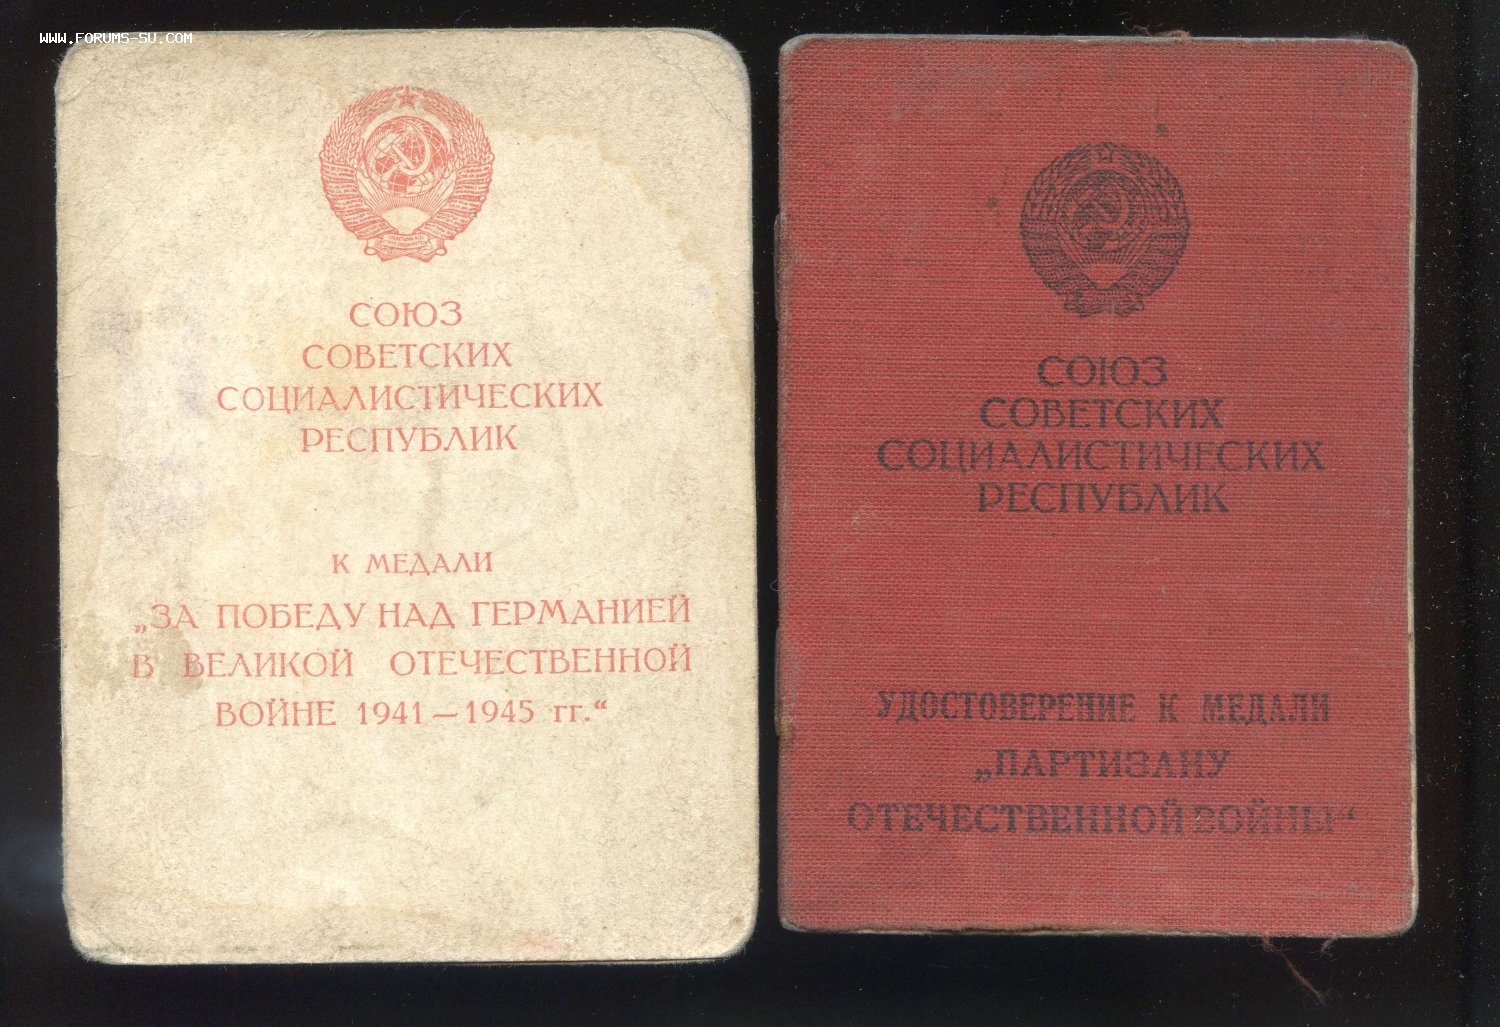 WWW.FORUMS-SU.COM
СОЮЗ
СОВЕТСКИХ
СОЦИАЛИСТИЧЕСКИХ
РЕСПУБЛИК
К МЕДАЛИ
„ЗА ПОБЕДУ НАД ГЕРМАНИЕЙ
В ВЕЛИКОЙ ОТЕЧЕСТВЕННОЙ
ВОЙНЕ 1941—1945 гг.“
СОЮЗ
СОВЕТСКИХ
СОЦИАЛИСТИЧЕСКИХ
РЕСПУБЛИК
УДОСТОВЕРЕНИЕ К МЕДАЛИ
„ПАРТИЗАНУ
ОТЕЧЕСТВЕННОЙ ВОЙНЫ“